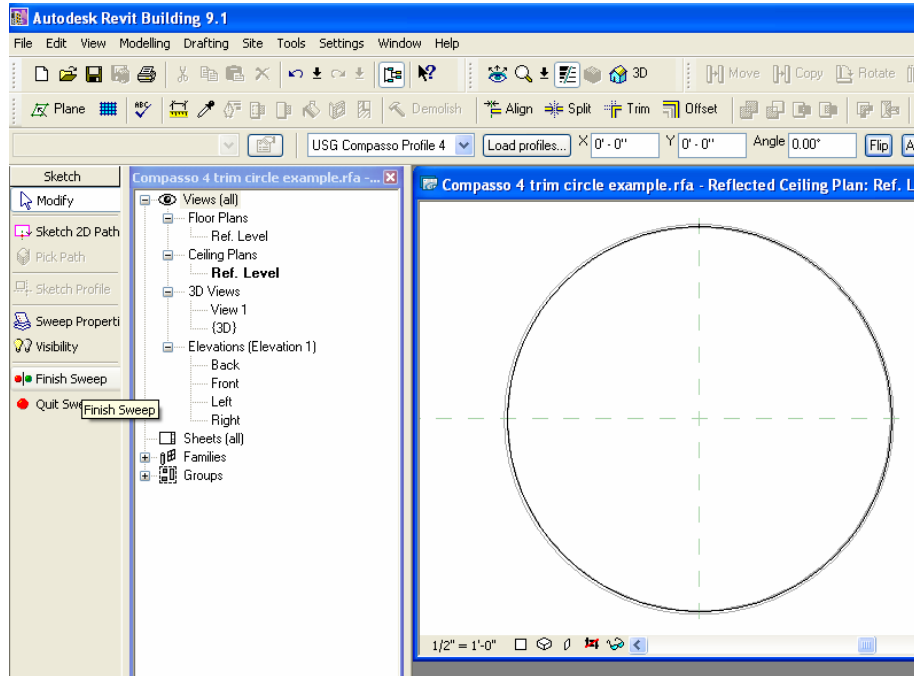 Autodesk Revit Building 9.1
File Edit View Modelling Drafting Site Tools Settings Window Help
3D Move Copy Rotate
Plane Demolish Align Split Trim Offset
USG Compasso Profile 4 Load profiles... X 0' - 0" Y 0' - 0" Angle 0.00° Flip
Sketch
Modify
Sketch 2D Path
Pick Path
Sketch Profile
Sweep Properti
Visibility
Finish Sweep
Quit Swe
Finish Sweep
Compasso 4 trim circle example.rfa -...
Views (all)
Floor Plans
Ref. Level
Ceiling Plans
Ref. Level
3D Views
View 1
{3D}
Elevations (Elevation 1)
Back
Front
Left
Right
Sheets (all)
Families
Groups
Compasso 4 trim circle example.rfa - Reflected Ceiling Plan: Ref. L
1/2" = 1'-0"